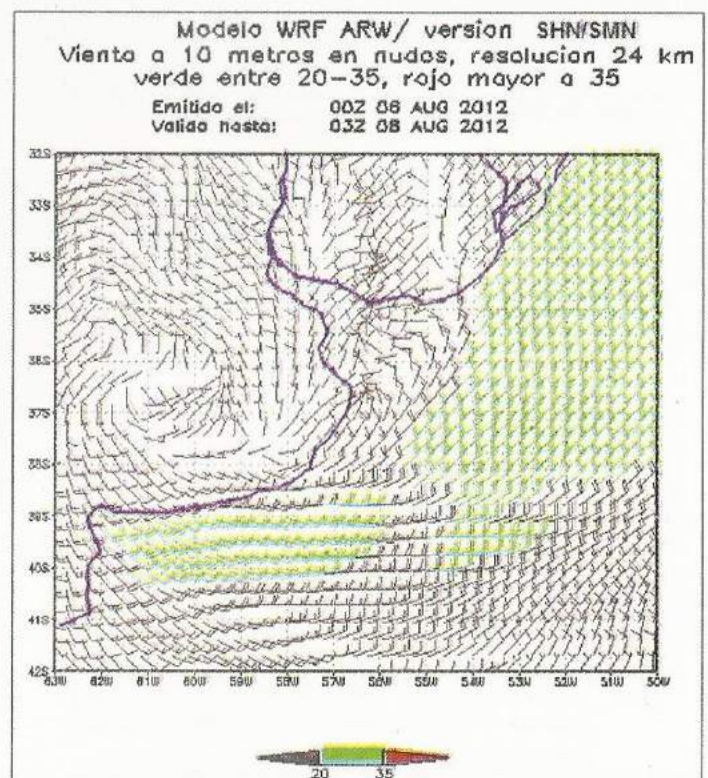 Modelo WRF ARW/ version SHN/SMN
Viento a 10 metros en nudos, resolucion 24 km
verde entre 20-35, rojo mayor a 35
Emitido el: 00Z 06 AUG 2012
Valido hasta: 03Z 08 AUG 2012
32S
33S
34S
35S
36S
37S
38S
39S
40S
41S
42S
63W 62W 61W 60W 59W 58W 57W 56W 55W 54W 53W 52W 51W 50W
20 35